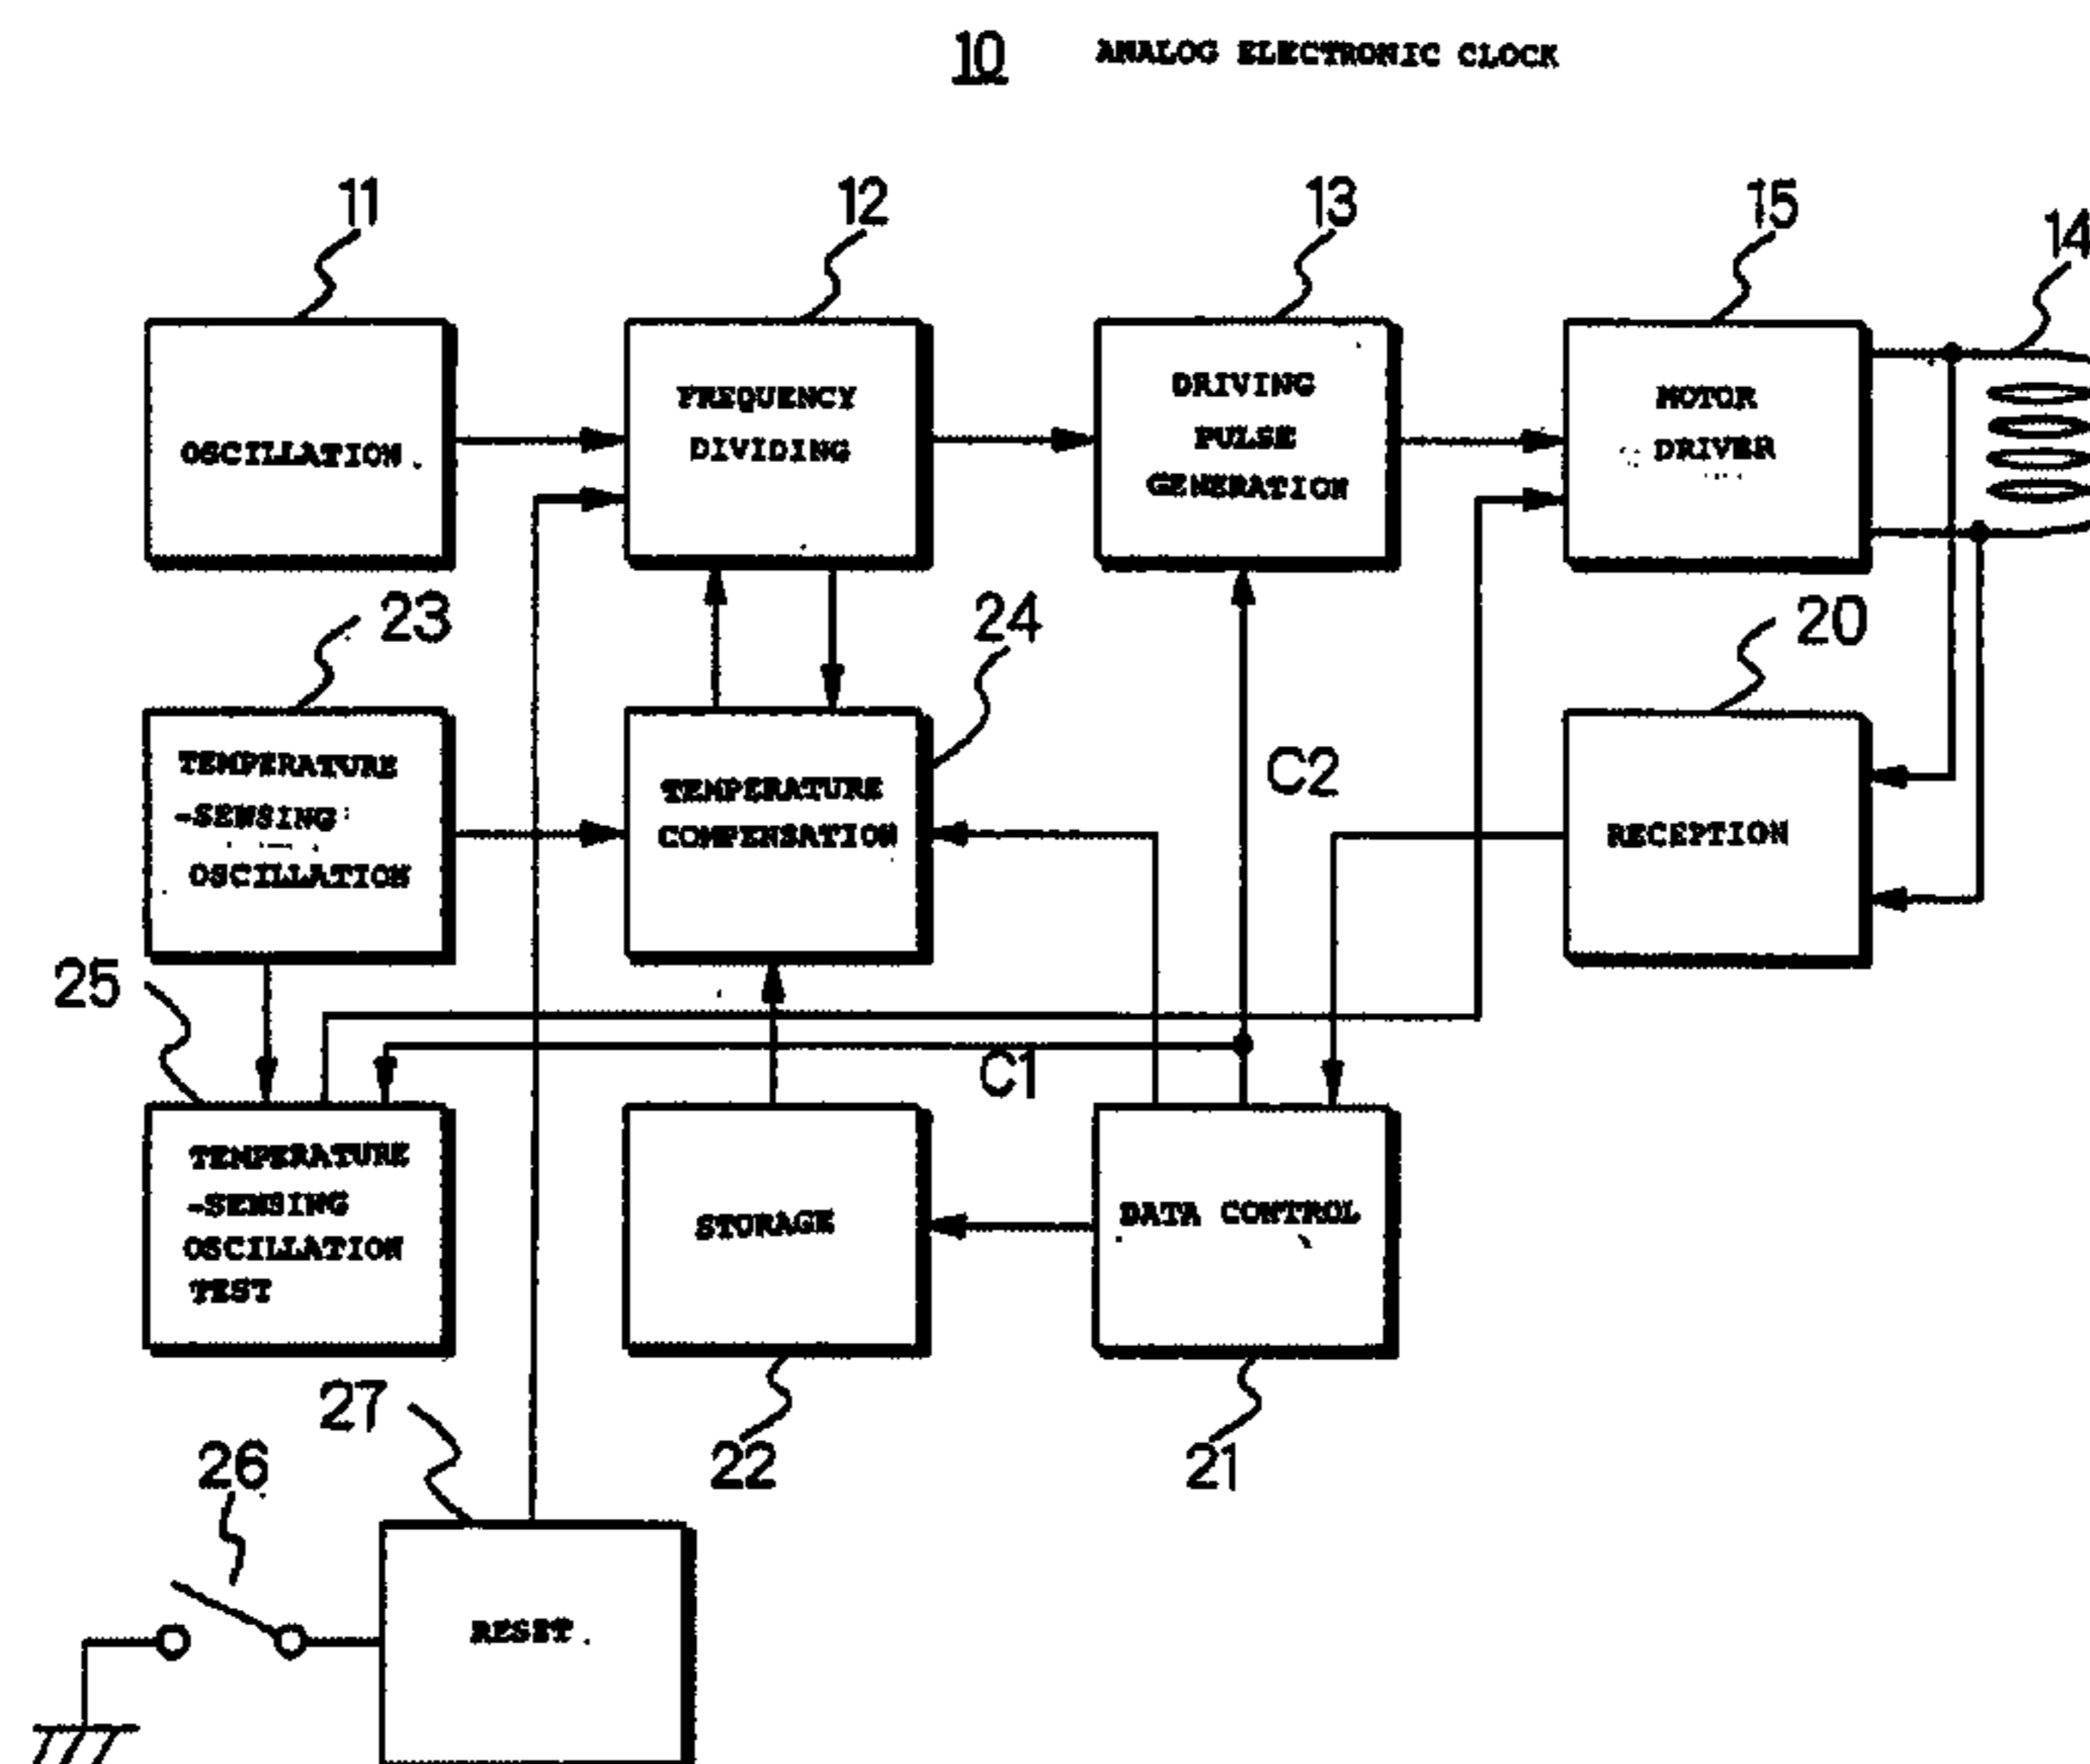 10 ANALOG ELECTRONIC CLOCK
11
12
13
15
14
OSCILLATION
FREQUENCY
DIVIDING
DRIVING
PULSE
GENERATION
MOTOR
DRIVER
23
24
20
TEMPERATURE
-SENSING
OSCILLATION
TEMPERATURE
COMPENSATION
C2
RECEPTION
25
C1
TEMPERATURE
-SENSING
OSCILLATION
TEST
STORAGE
DATA CONTROL
27
26
22
21
RESET